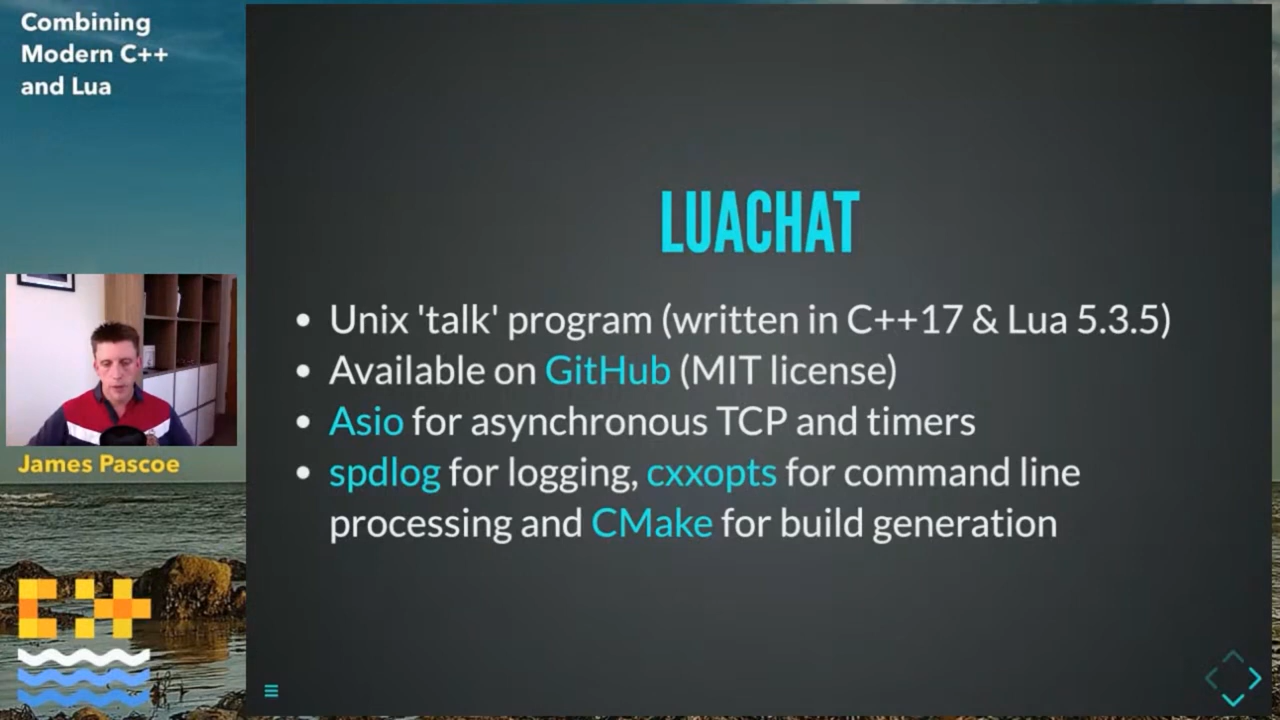 Combining
Modern C++
and Lua
LUACHAT
• Unix 'talk' program (written in C++17 & Lua 5.3.5)
• Available on GitHub (MIT license)
• Asio for asynchronous TCP and timers
• spdlog for logging, cxxopts for command line
processing and CMake for build generation
James Pascoe
C++